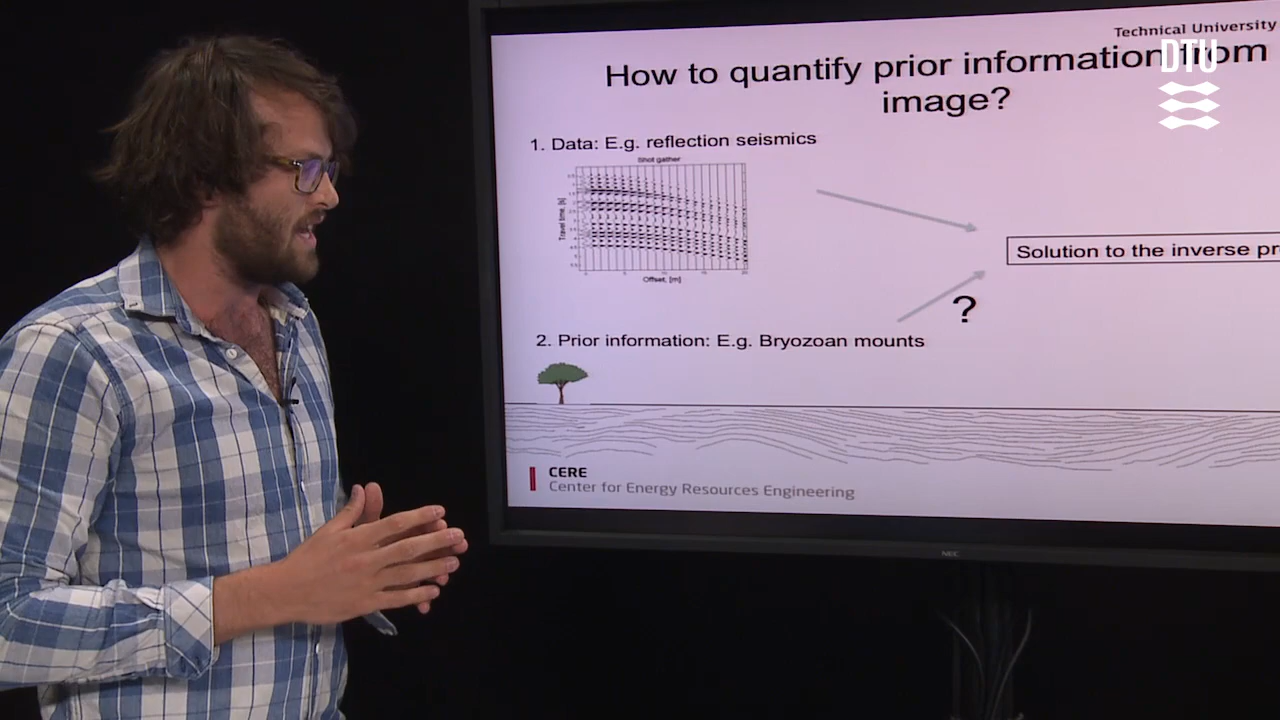 Technical University
DTU
How to quantify prior information from
image?
1. Data: E.g. reflection seismics
Shot gather
Travel time, [s]
Offset, [m]
Solution to the inverse pr
?
2. Prior information: E.g. Bryozoan mounts
CERE
Center for Energy Resources Engineering
NEC